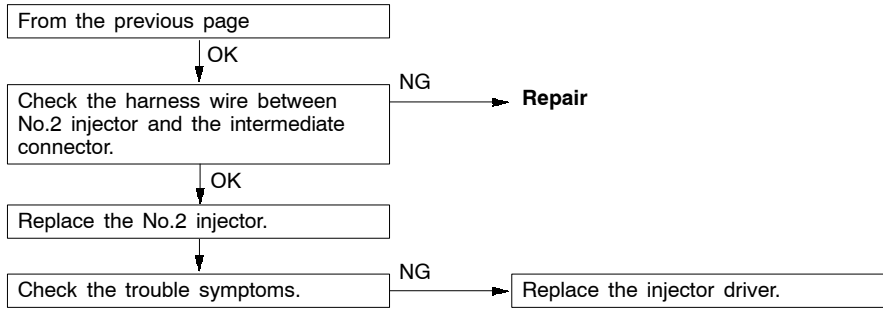 From the previous page
OK
Check the harness wire between
No.2 injector and the intermediate
connector.
NG
Repair
OK
Replace the No.2 injector.
Check the trouble symptoms.
NG
Replace the injector driver.